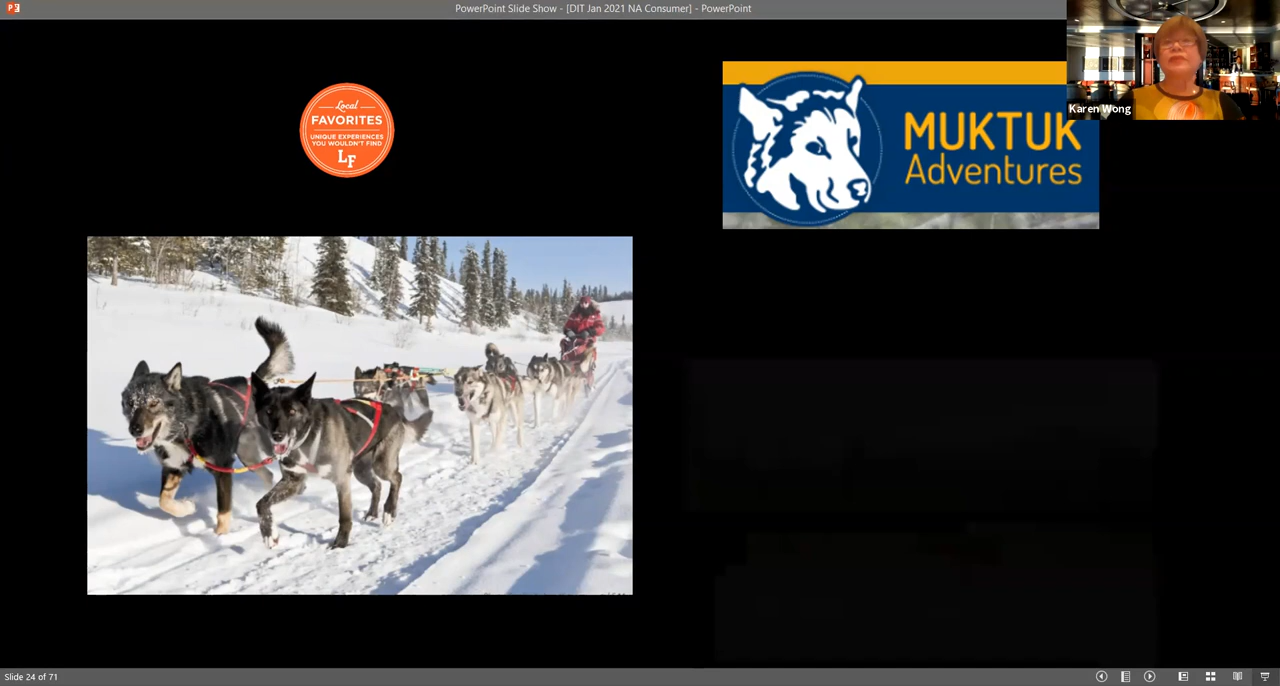 PowerPoint Slide Show - [DIT Jan 2021 NA Consumer] - PowerPoint
Karen Wong
Local
FAVORITES
UNIQUE EXPERIENCES
YOU WOULDN'T FIND
LF
MUKTUK
Adventures
Slide 24 of 71